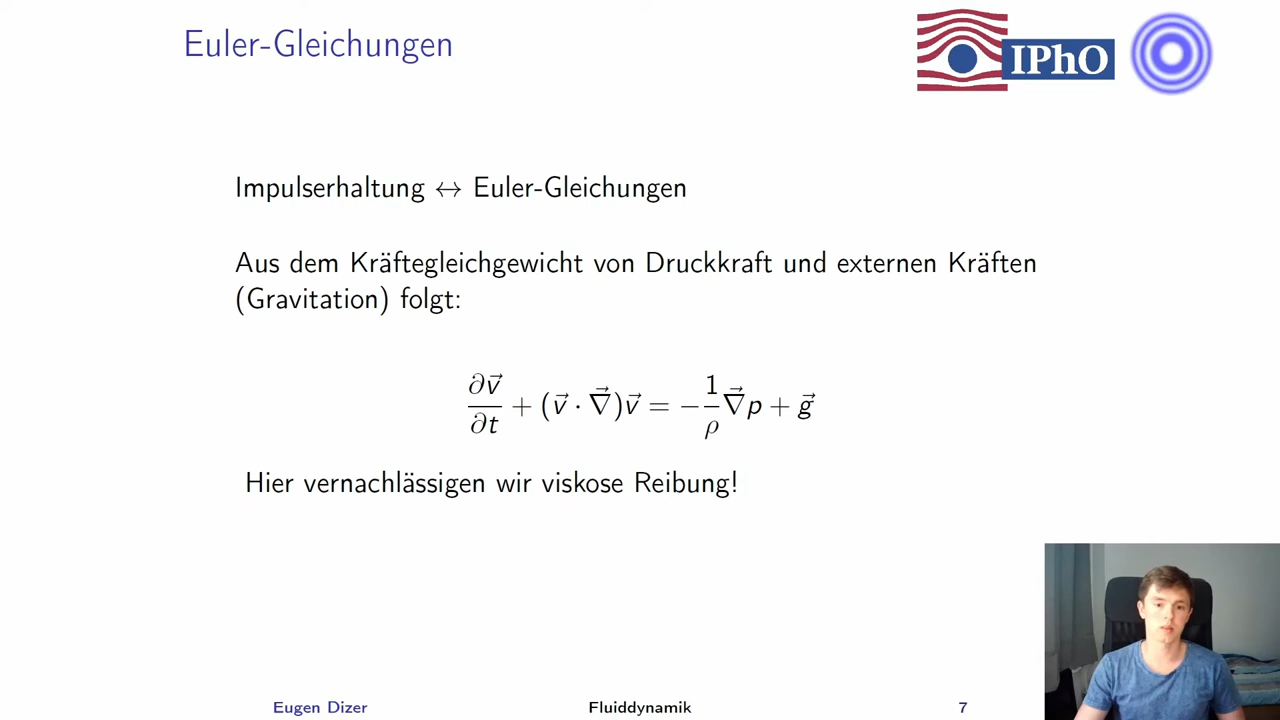 Euler-Gleichungen
IPhO
Impulserhaltung ↔ Euler-Gleichungen
Aus dem Kräftegleichgewicht von Druckkraft und externen Kräften
(Gravitation) folgt:
∂v⃗/∂t + (v⃗ · ∇⃗)v⃗ = −1/ρ ∇⃗p + g⃗
Hier vernachlässigen wir viskose Reibung!
Eugen Dizer Fluiddynamik 7